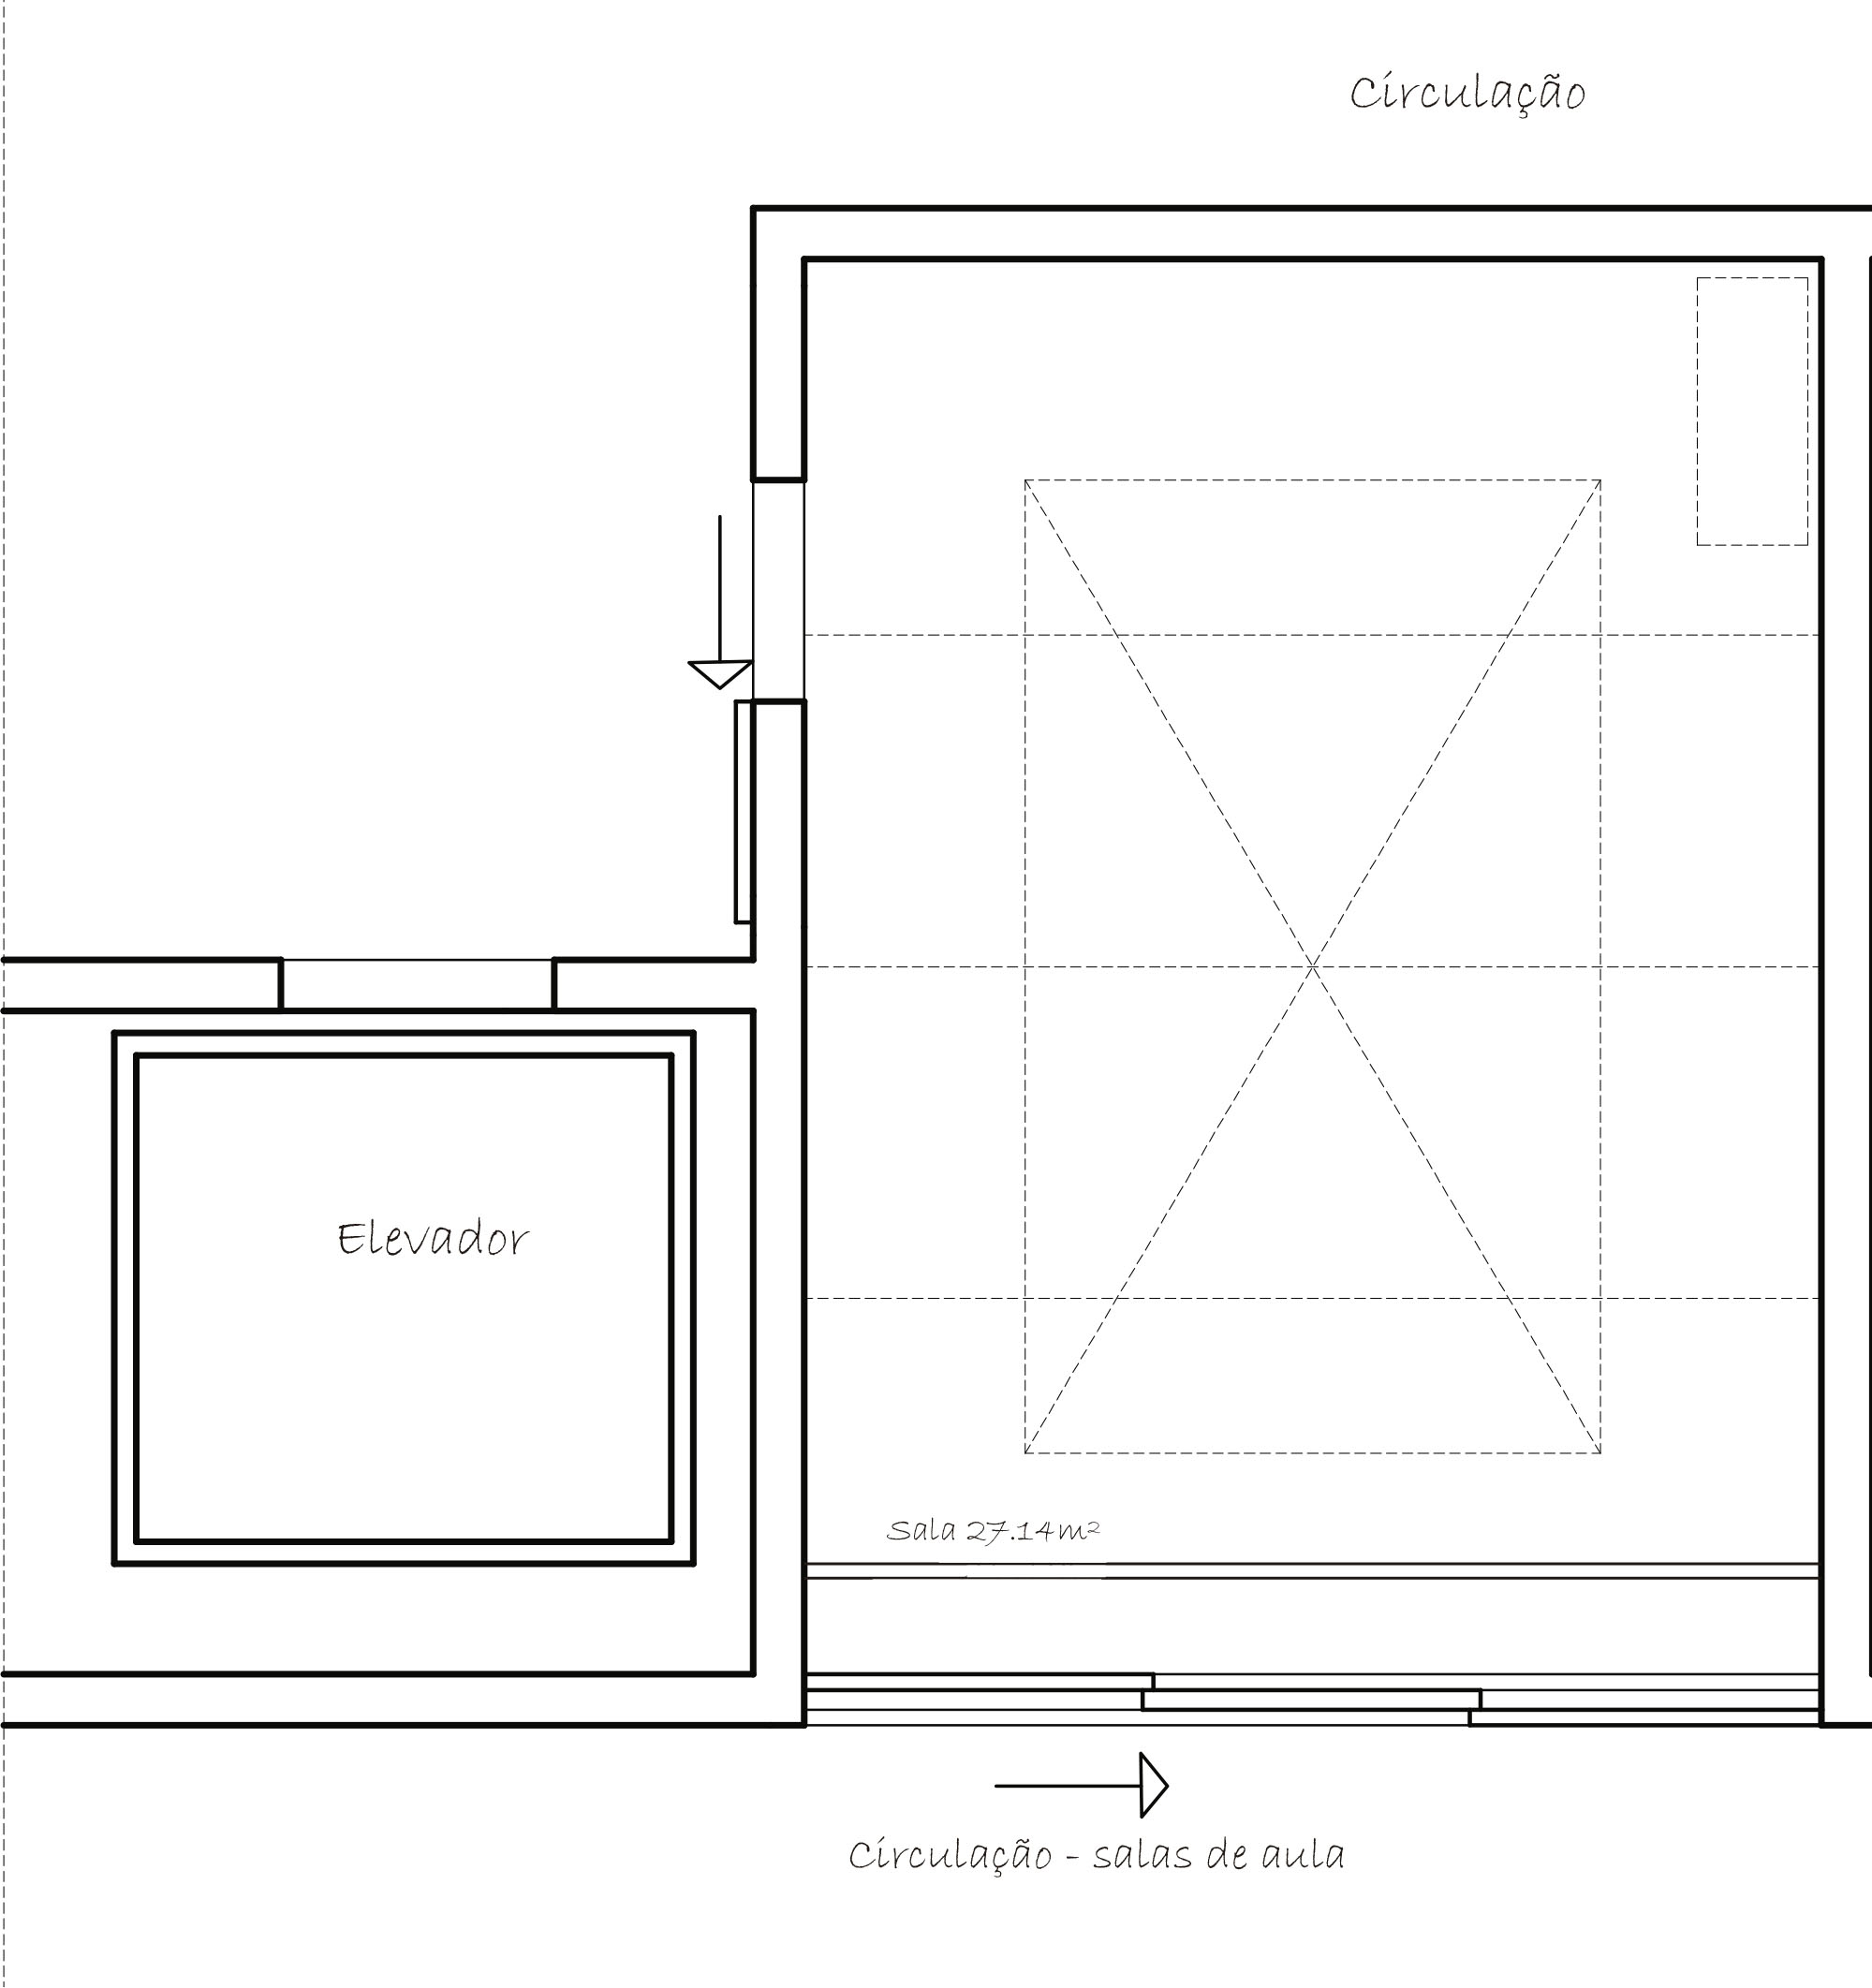 Circulação
Elevador
Sala 27.14m²
Circulação - salas de aula